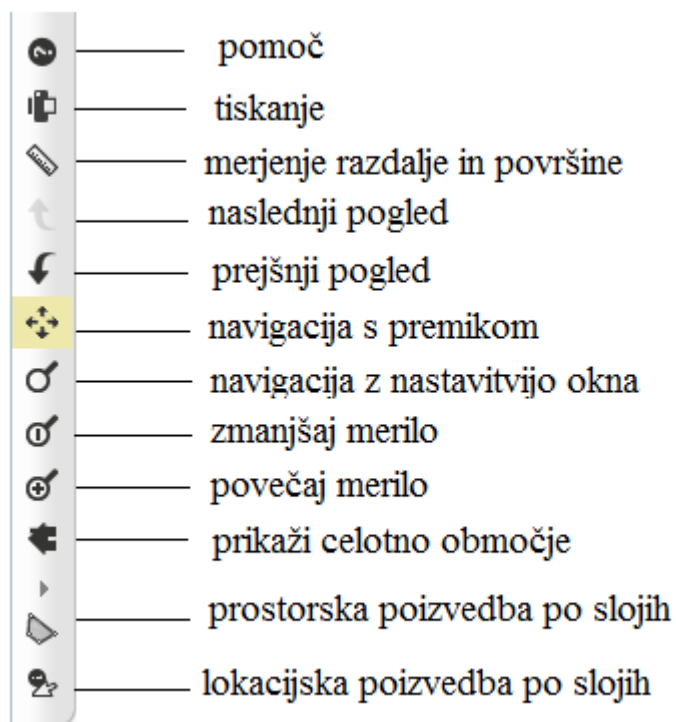 pomoč
tiskanje
merjenje razdalje in površine
naslednji pogled
prejšnji pogled
navigacija s premikom
navigacija z nastavitvijo okna
zmanjšaj merilo
povečaj merilo
prikaži celotno območje
prostorska poizvedba po slojih
lokacijska poizvedba po slojih